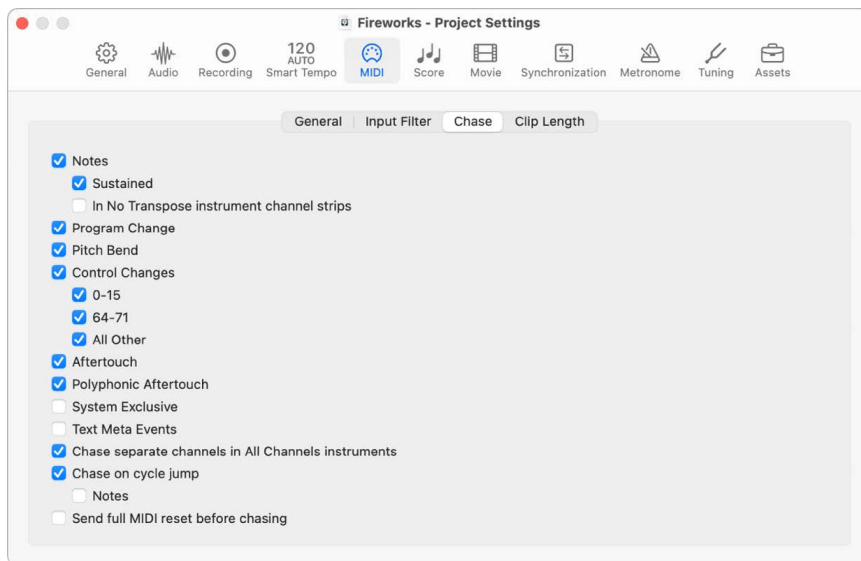 Fireworks - Project Settings
120
AUTO
General Audio Recording Smart Tempo MIDI Score Movie Synchronization Metronome Tuning Assets
General Input Filter Chase Clip Length
Notes
Sustained
In No Transpose instrument channel strips
Program Change
Pitch Bend
Control Changes
0-15
64-71
All Other
Aftertouch
Polyphonic Aftertouch
System Exclusive
Text Meta Events
Chase separate channels in All Channels instruments
Chase on cycle jump
Notes
Send full MIDI reset before chasing